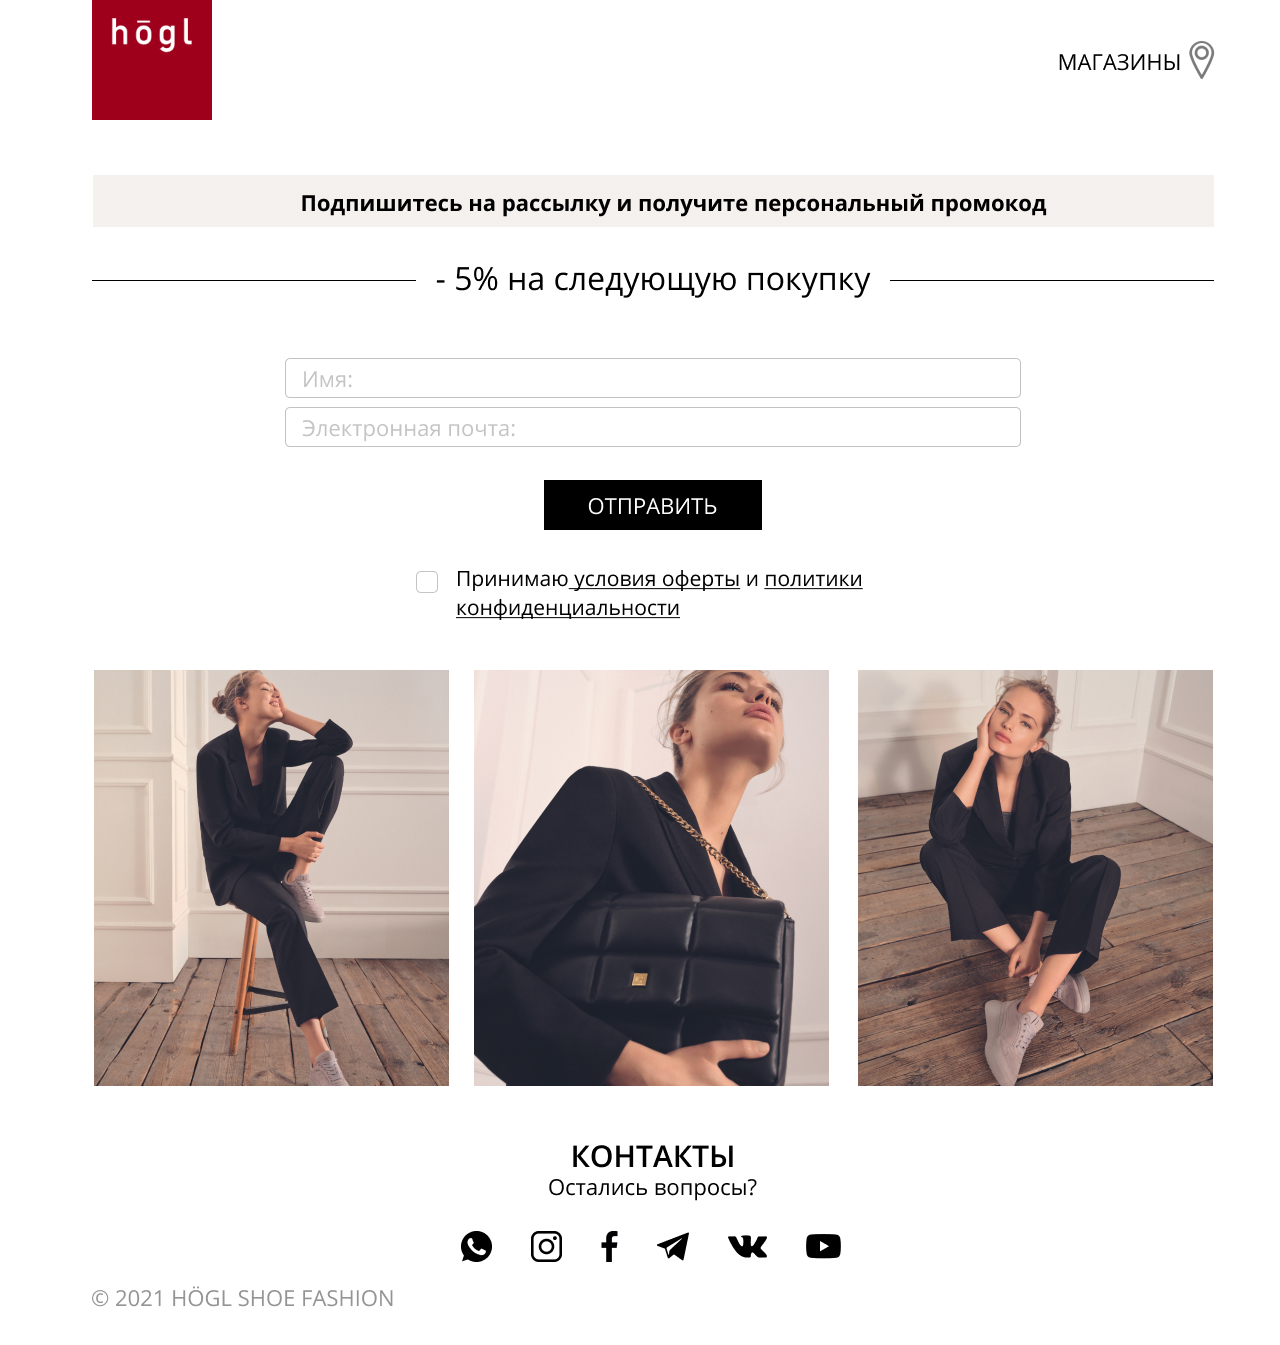 högl
МАГАЗИНЫ
Подпишитесь на рассылку и получите персональный промокод
- 5% на следующую покупку
Имя:
Электронная почта:
ОТПРАВИТЬ
Принимаю условия оферты и политики
конфиденциальности
КОНТАКТЫ
Остались вопросы?
© 2021 HÖGL SHOE FASHION